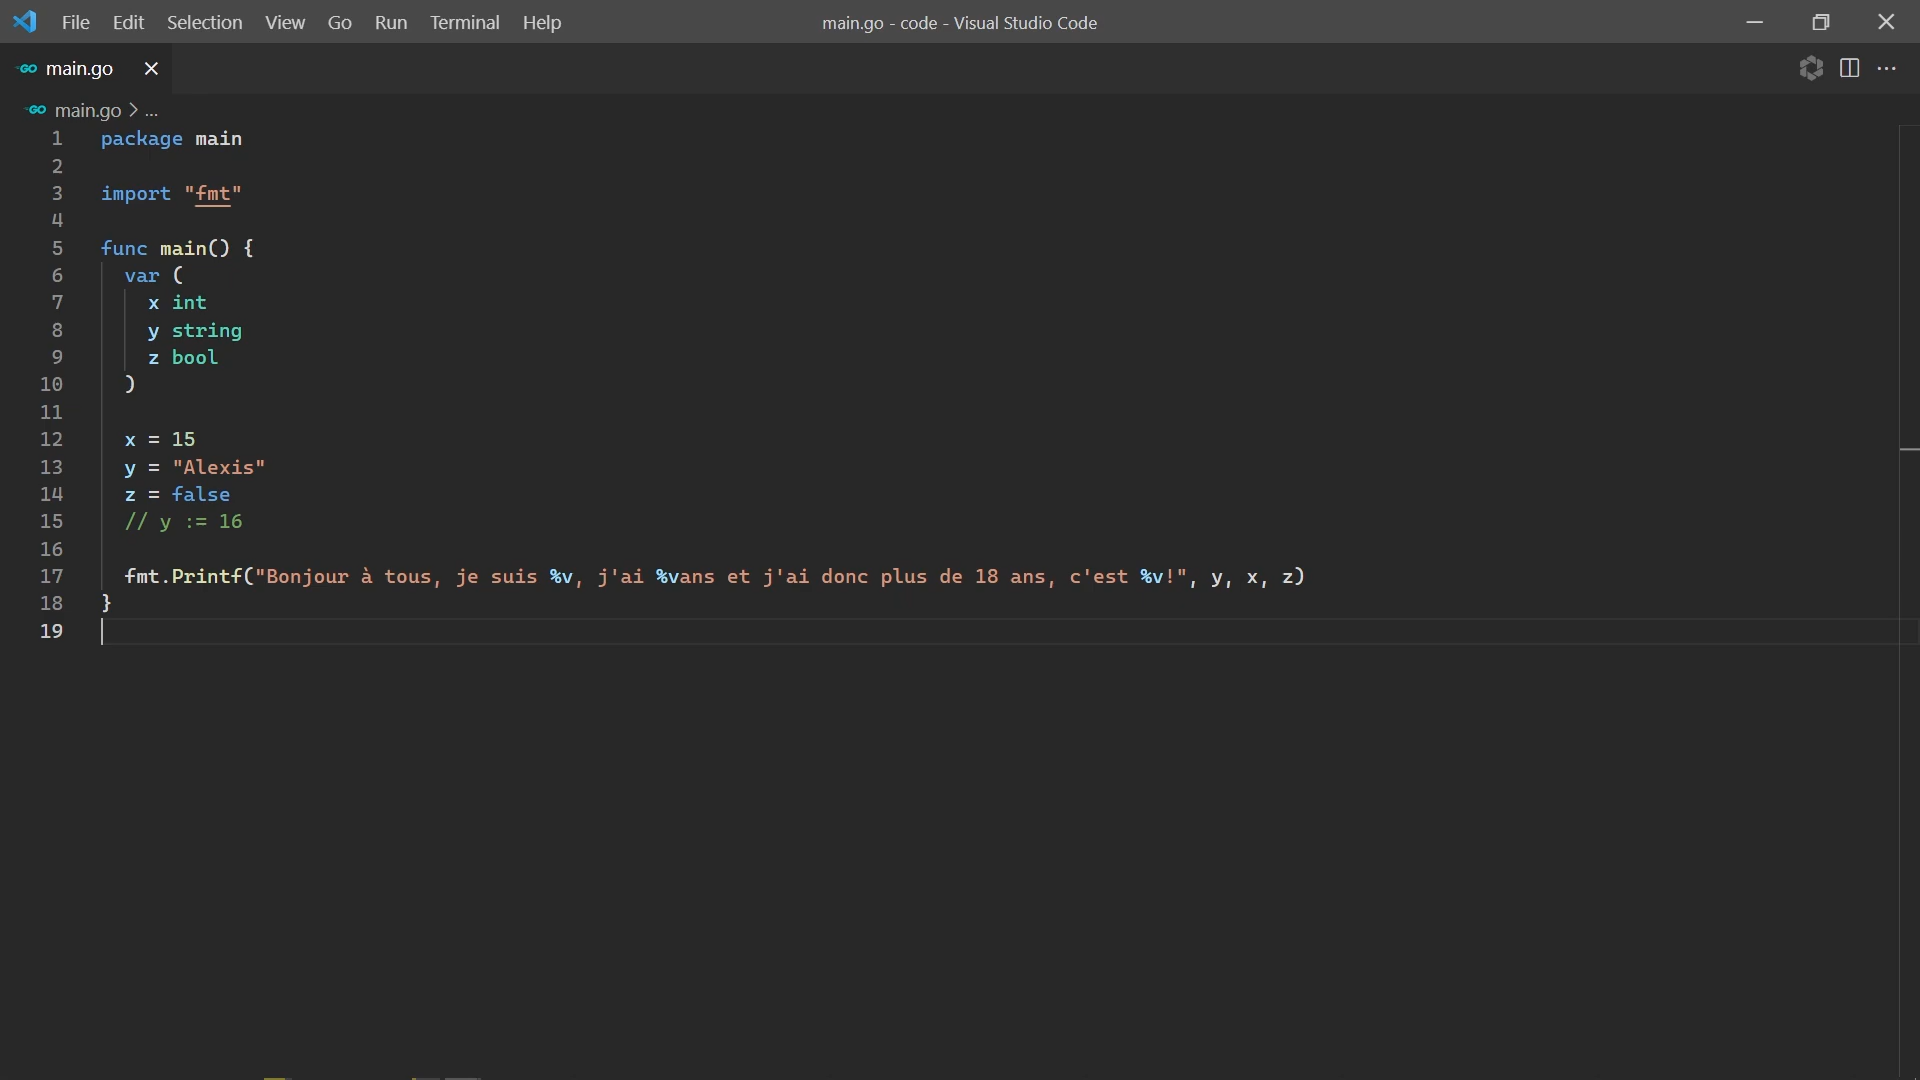 File Edit Selection View Go Run Terminal Help main.go - code - Visual Studio Code
GO main.go
GO main.go > ...
1 package main
2
3 import "fmt"
4
5 func main() {
6 var (
7 x int
8 y string
9 z bool
10 )
11
12 x = 15
13 y = "Alexis"
14 z = false
15 // y := 16
16
17 fmt.Printf("Bonjour à tous, je suis %v, j'ai %vans et j'ai donc plus de 18 ans, c'est %v!", y, x, z)
18 }
19